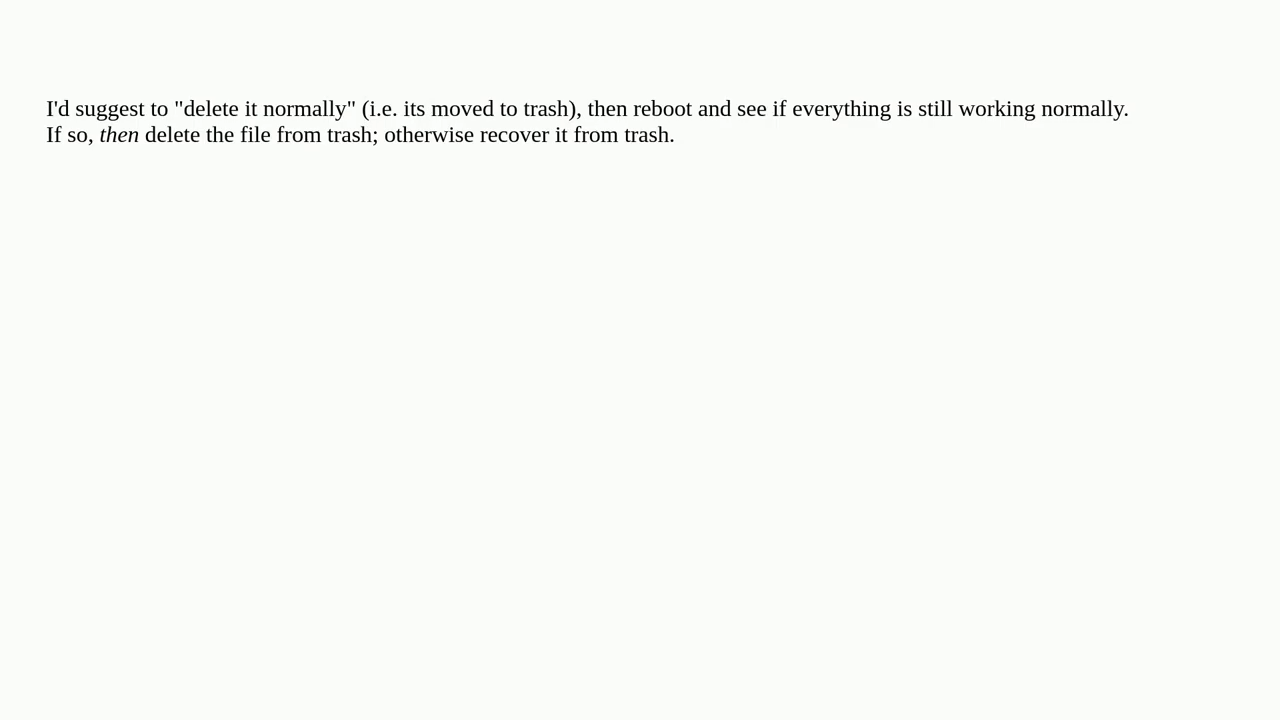 I'd suggest to "delete it normally" (i.e. its moved to trash), then reboot and see if everything is still working normally.
If so, then delete the file from trash; otherwise recover it from trash.